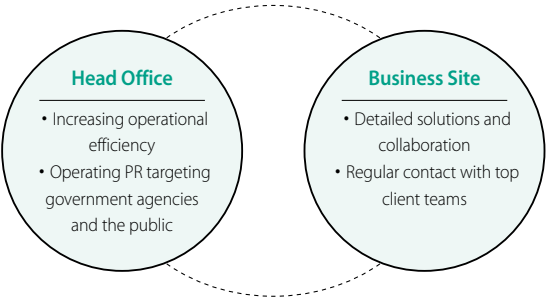 Head Office
• Increasing operational
efficiency
• Operating PR targeting
government agencies
and the public
Business Site
• Detailed solutions and
collaboration
• Regular contact with top
client teams